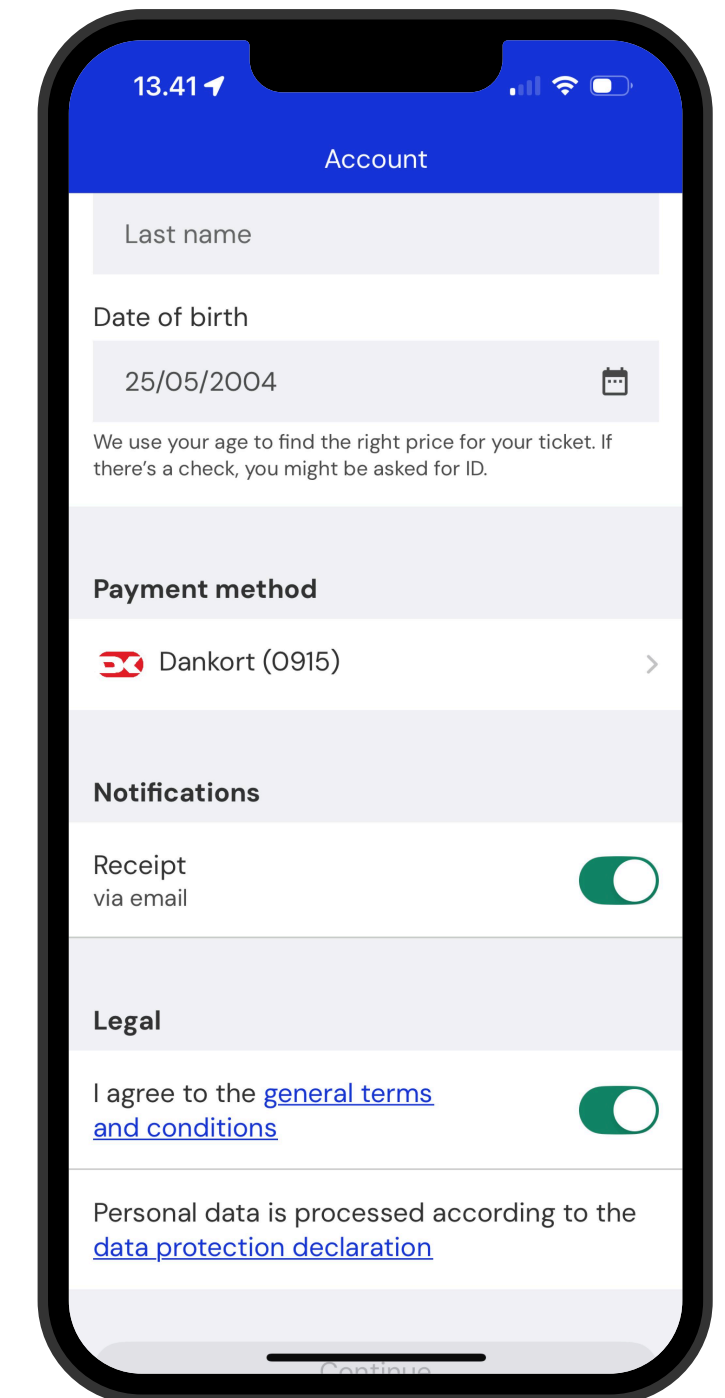 13.41
Account
Last name
Date of birth
25/05/2004
We use your age to find the right price for your ticket. If
there’s a check, you might be asked for ID.
Payment method
DK Dankort (0915)
Notifications
Receipt
via email
Legal
I agree to the general terms
and conditions
Personal data is processed according to the
data protection declaration
Continue